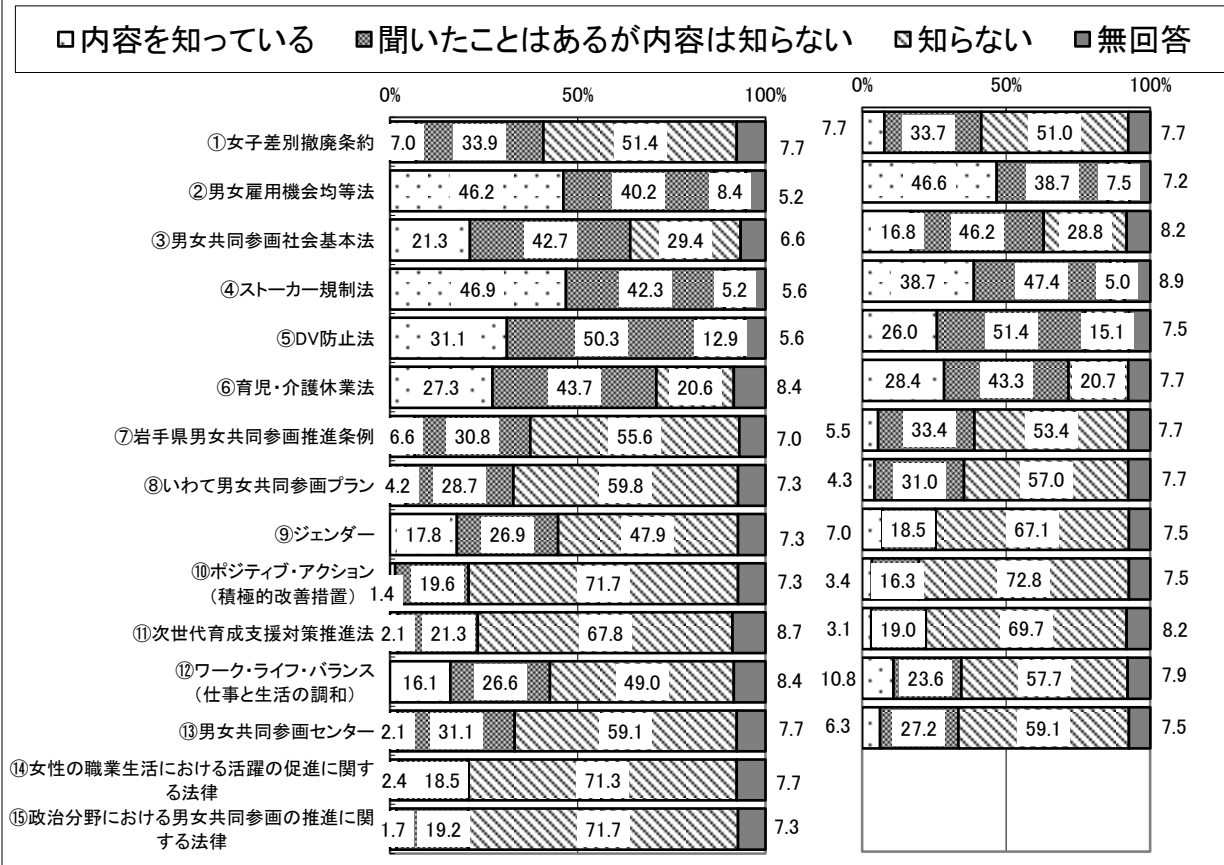 内容を知っている 聞いたことはあるが内容は知らない 知らない 無回答
0% 50% 100% 0% 50% 100%
①女子差別撤廃条約 7.0 33.9 51.4 7.7 7.7 33.7 51.0 7.7
②男女雇用機会均等法 46.2 40.2 8.4 5.2 46.6 38.7 7.5 7.2
③男女共同参画社会基本法 21.3 42.7 29.4 6.6 16.8 46.2 28.8 8.2
④ストーカー規制法 46.9 42.3 5.2 5.6 38.7 47.4 5.0 8.9
⑤DV防止法 31.1 50.3 12.9 5.6 26.0 51.4 15.1 7.5
⑥育児・介護休業法 27.3 43.7 20.6 8.4 28.4 43.3 20.7 7.7
⑦岩手県男女共同参画推進条例 6.6 30.8 55.6 7.0 5.5 33.4 53.4 7.7
⑧いわて男女共同参画プラン 4.2 28.7 59.8 7.3 4.3 31.0 57.0 7.7
⑨ジェンダー 17.8 26.9 47.9 7.3 7.0 18.5 67.1 7.5
⑩ポジティブ・アクション
(積極的改善措置) 1.4 19.6 71.7 7.3 3.4 16.3 72.8 7.5
⑪次世代育成支援対策推進法 2.1 21.3 67.8 8.7 3.1 19.0 69.7 8.2
⑫ワーク・ライフ・バランス
(仕事と生活の調和) 16.1 26.6 49.0 8.4 10.8 23.6 57.7 7.9
⑬男女共同参画センター 2.1 31.1 59.1 7.7 6.3 27.2 59.1 7.5
⑭女性の職業生活における活躍の促進に関す
る法律 2.4 18.5 71.3 7.7
⑮政治分野における男女共同参画の推進に関
する法律 1.7 19.2 71.7 7.3